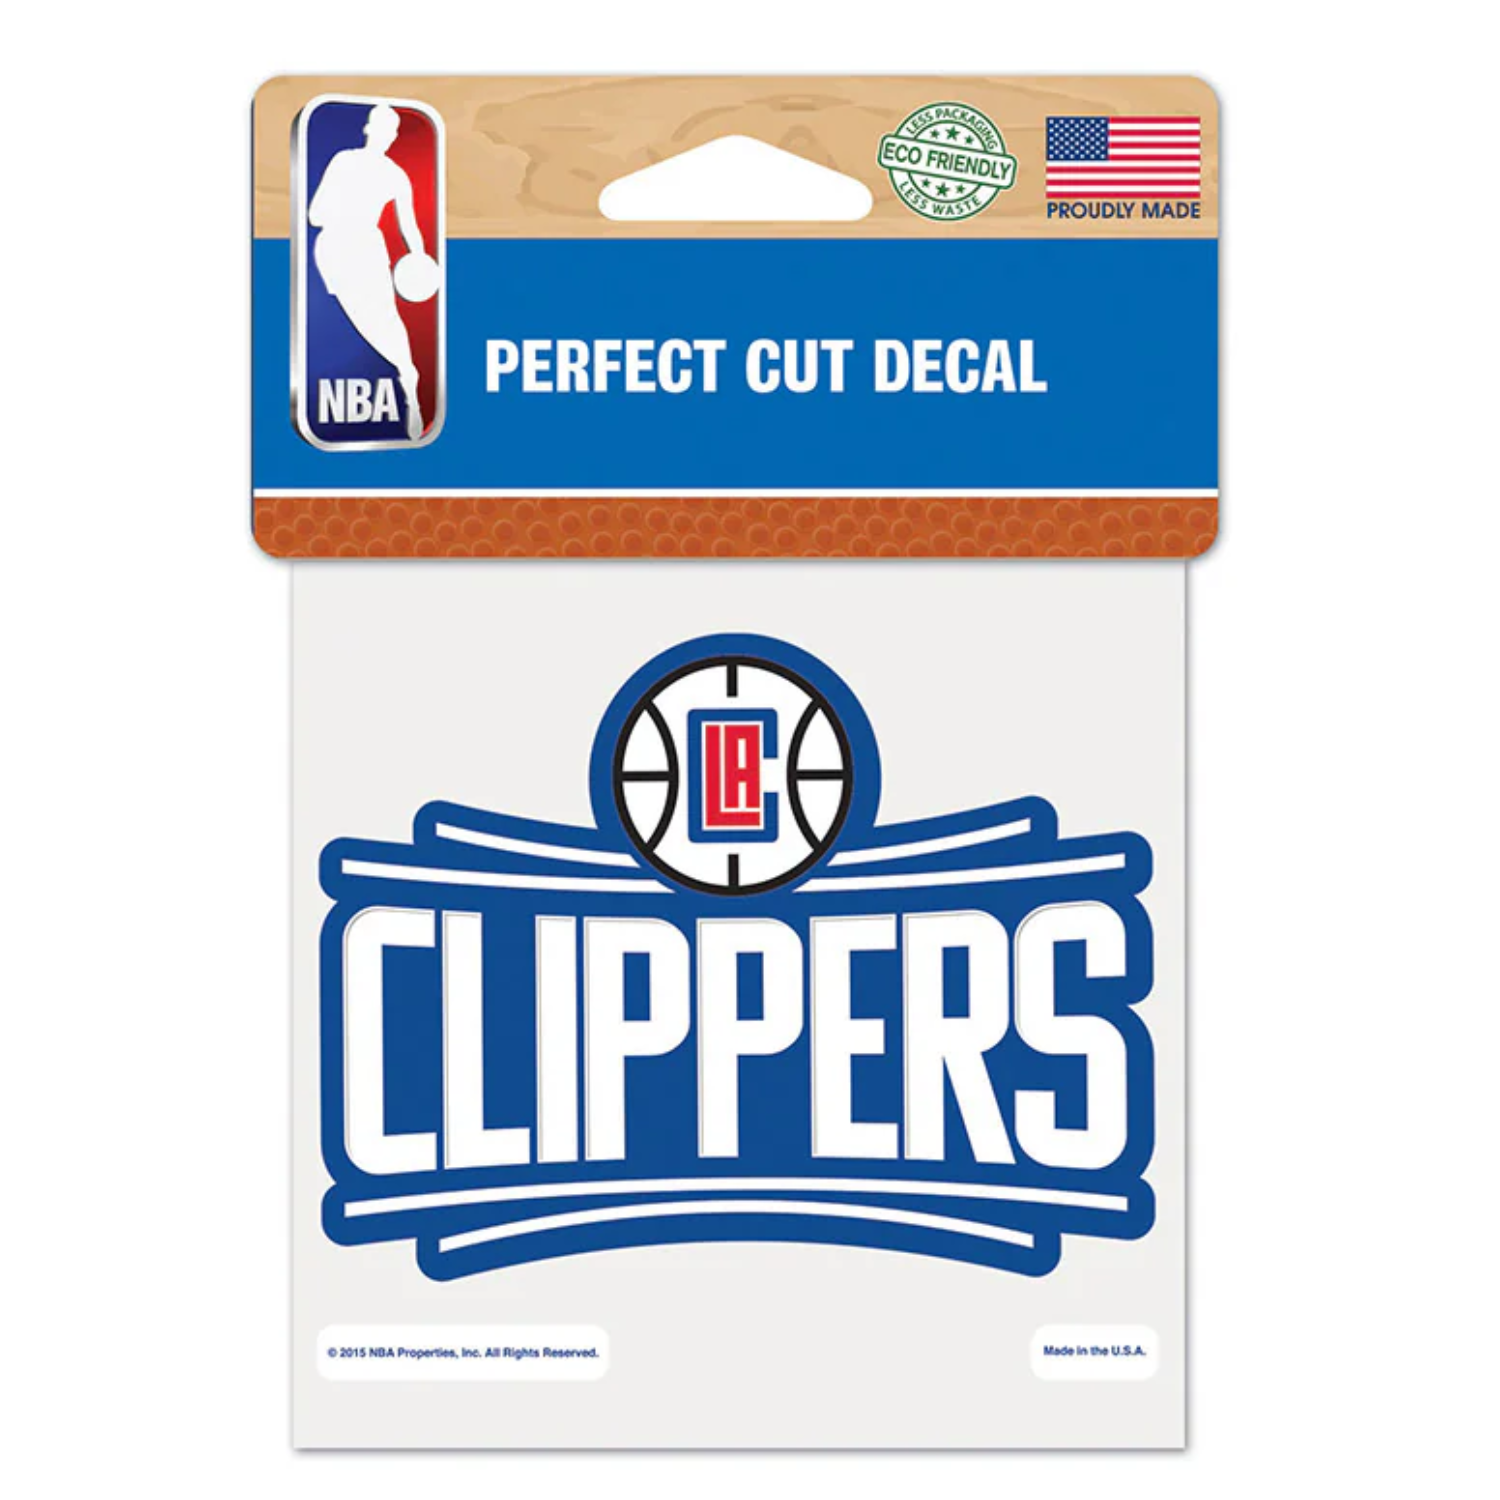 LESS PACKAGING
ECO FRIENDLY
LESS WASTE
PROUDLY MADE
NBA
PERFECT CUT DECAL
LAC
CLIPPERS
© 2015 NBA Properties, Inc. All Rights Reserved.
Made in the U.S.A.